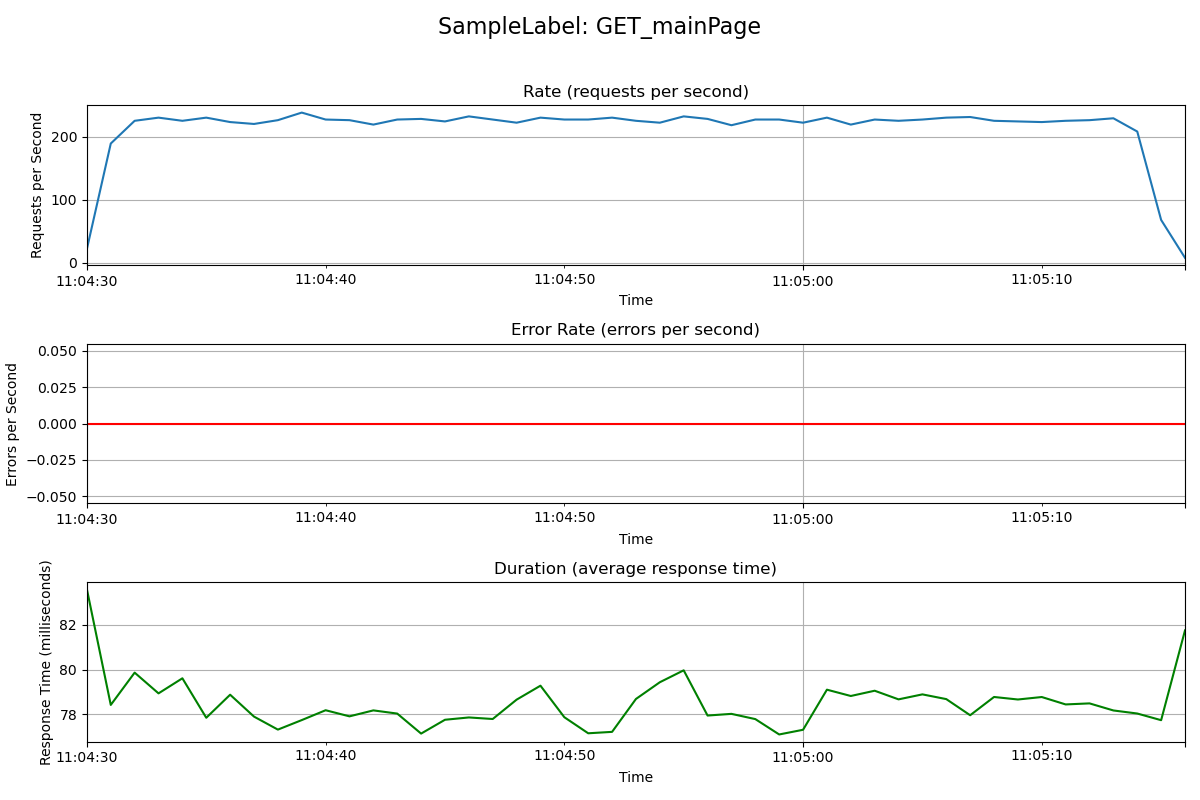 SampleLabel: GET_mainPage
Rate (requests per second)
Requests per Second
200
100
0
11:04:30
11:04:40
11:04:50
11:05:00
11:05:10
Time
Error Rate (errors per second)
Errors per Second
0.050
0.025
0.000
−0.025
−0.050
11:04:30
11:04:40
11:04:50
11:05:00
11:05:10
Time
Duration (average response time)
Response Time (milliseconds)
82
80
78
11:04:30
11:04:40
11:04:50
11:05:00
11:05:10
Time